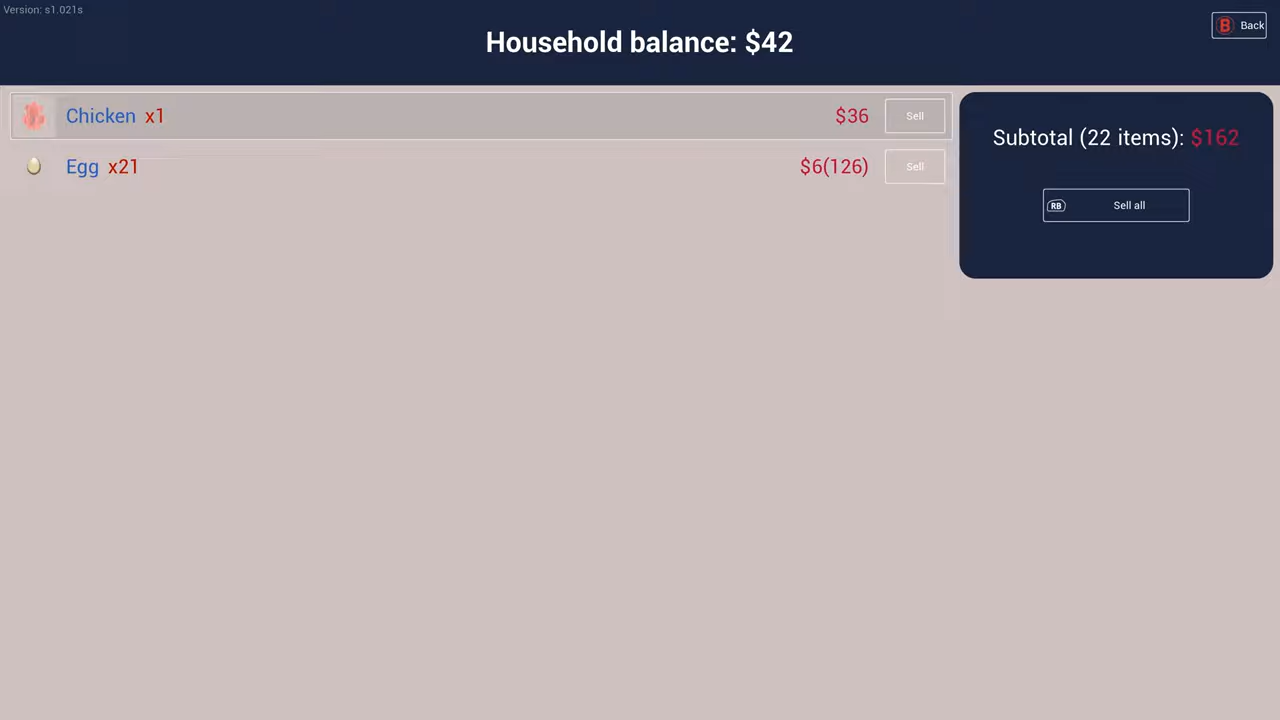 Version: s1.021s
Household balance: $42
B Back
Chicken x1 $36 Sell
Egg x21 $6(126) Sell
Subtotal (22 items): $162
RB Sell all